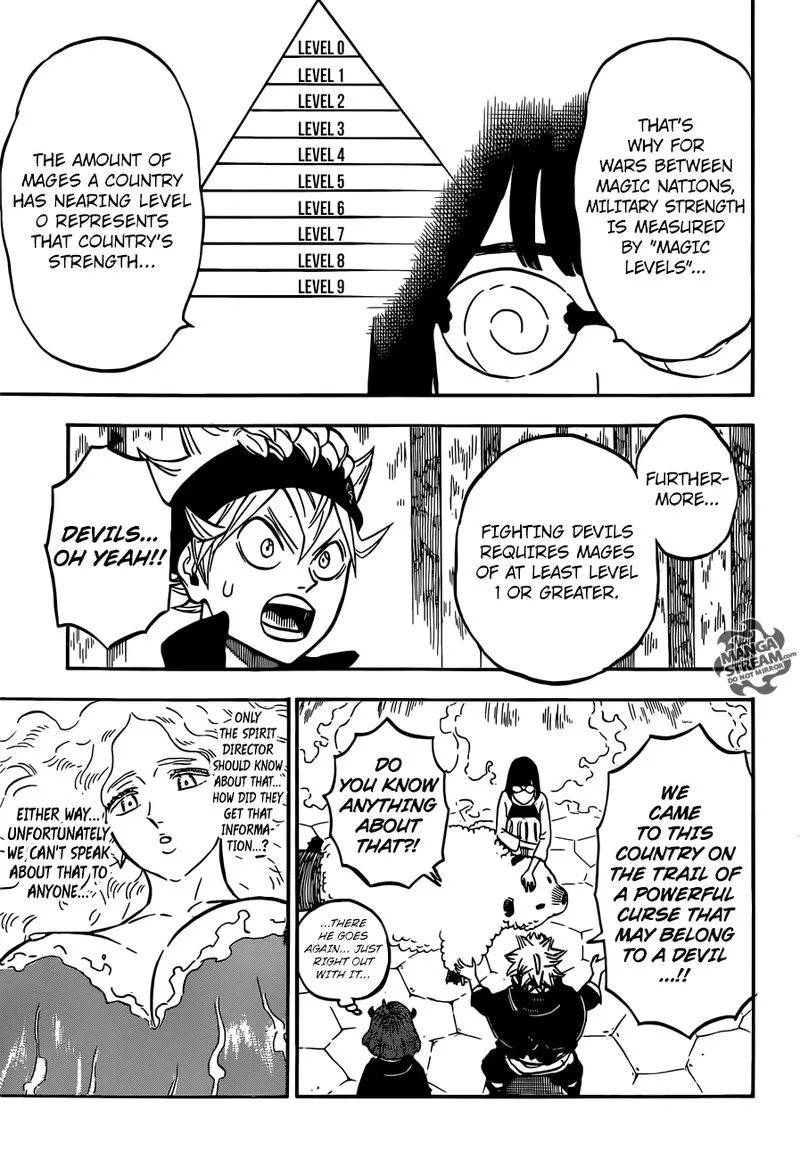 THAT'S
WHY FOR
WARS BETWEEN
MAGIC NATIONS,
MILITARY STRENGTH
IS MEASURED
BY "MAGIC
LEVELS"...
LEVEL 0
LEVEL 1
LEVEL 2
LEVEL 3
LEVEL 4
LEVEL 5
LEVEL 6
LEVEL 7
LEVEL 8
LEVEL 9
THE AMOUNT OF
MAGES A COUNTRY
HAS NEARING LEVEL
0 REPRESENTS
THAT COUNTRY'S
STRENGTH...
FURTHER-
MORE...
FIGHTING DEVILS
REQUIRES MAGES
OF AT LEAST LEVEL
1 OR GREATER.
DEVILS...
OH YEAH!!
MANGA
STREAM.com
DO NOT MIRROR
WE
CAME
TO THIS
COUNTRY ON
THE TRAIL OF
A POWERFUL
CURSE THAT
MAY BELONG
TO A DEVIL
...!!
DO
YOU KNOW
ANYTHING
ABOUT
THAT?!
...THERE
HE GOES
AGAIN... JUST
RIGHT OUT
WITH IT...
ONLY
THE SPIRIT
DIRECTOR
SHOULD KNOW
ABOUT THAT...
HOW DID THEY
GET THAT
INFORMA-
TION...?
EITHER WAY...
UNFORTUNATELY
WE CAN'T SPEAK
ABOUT THAT TO
ANYONE...